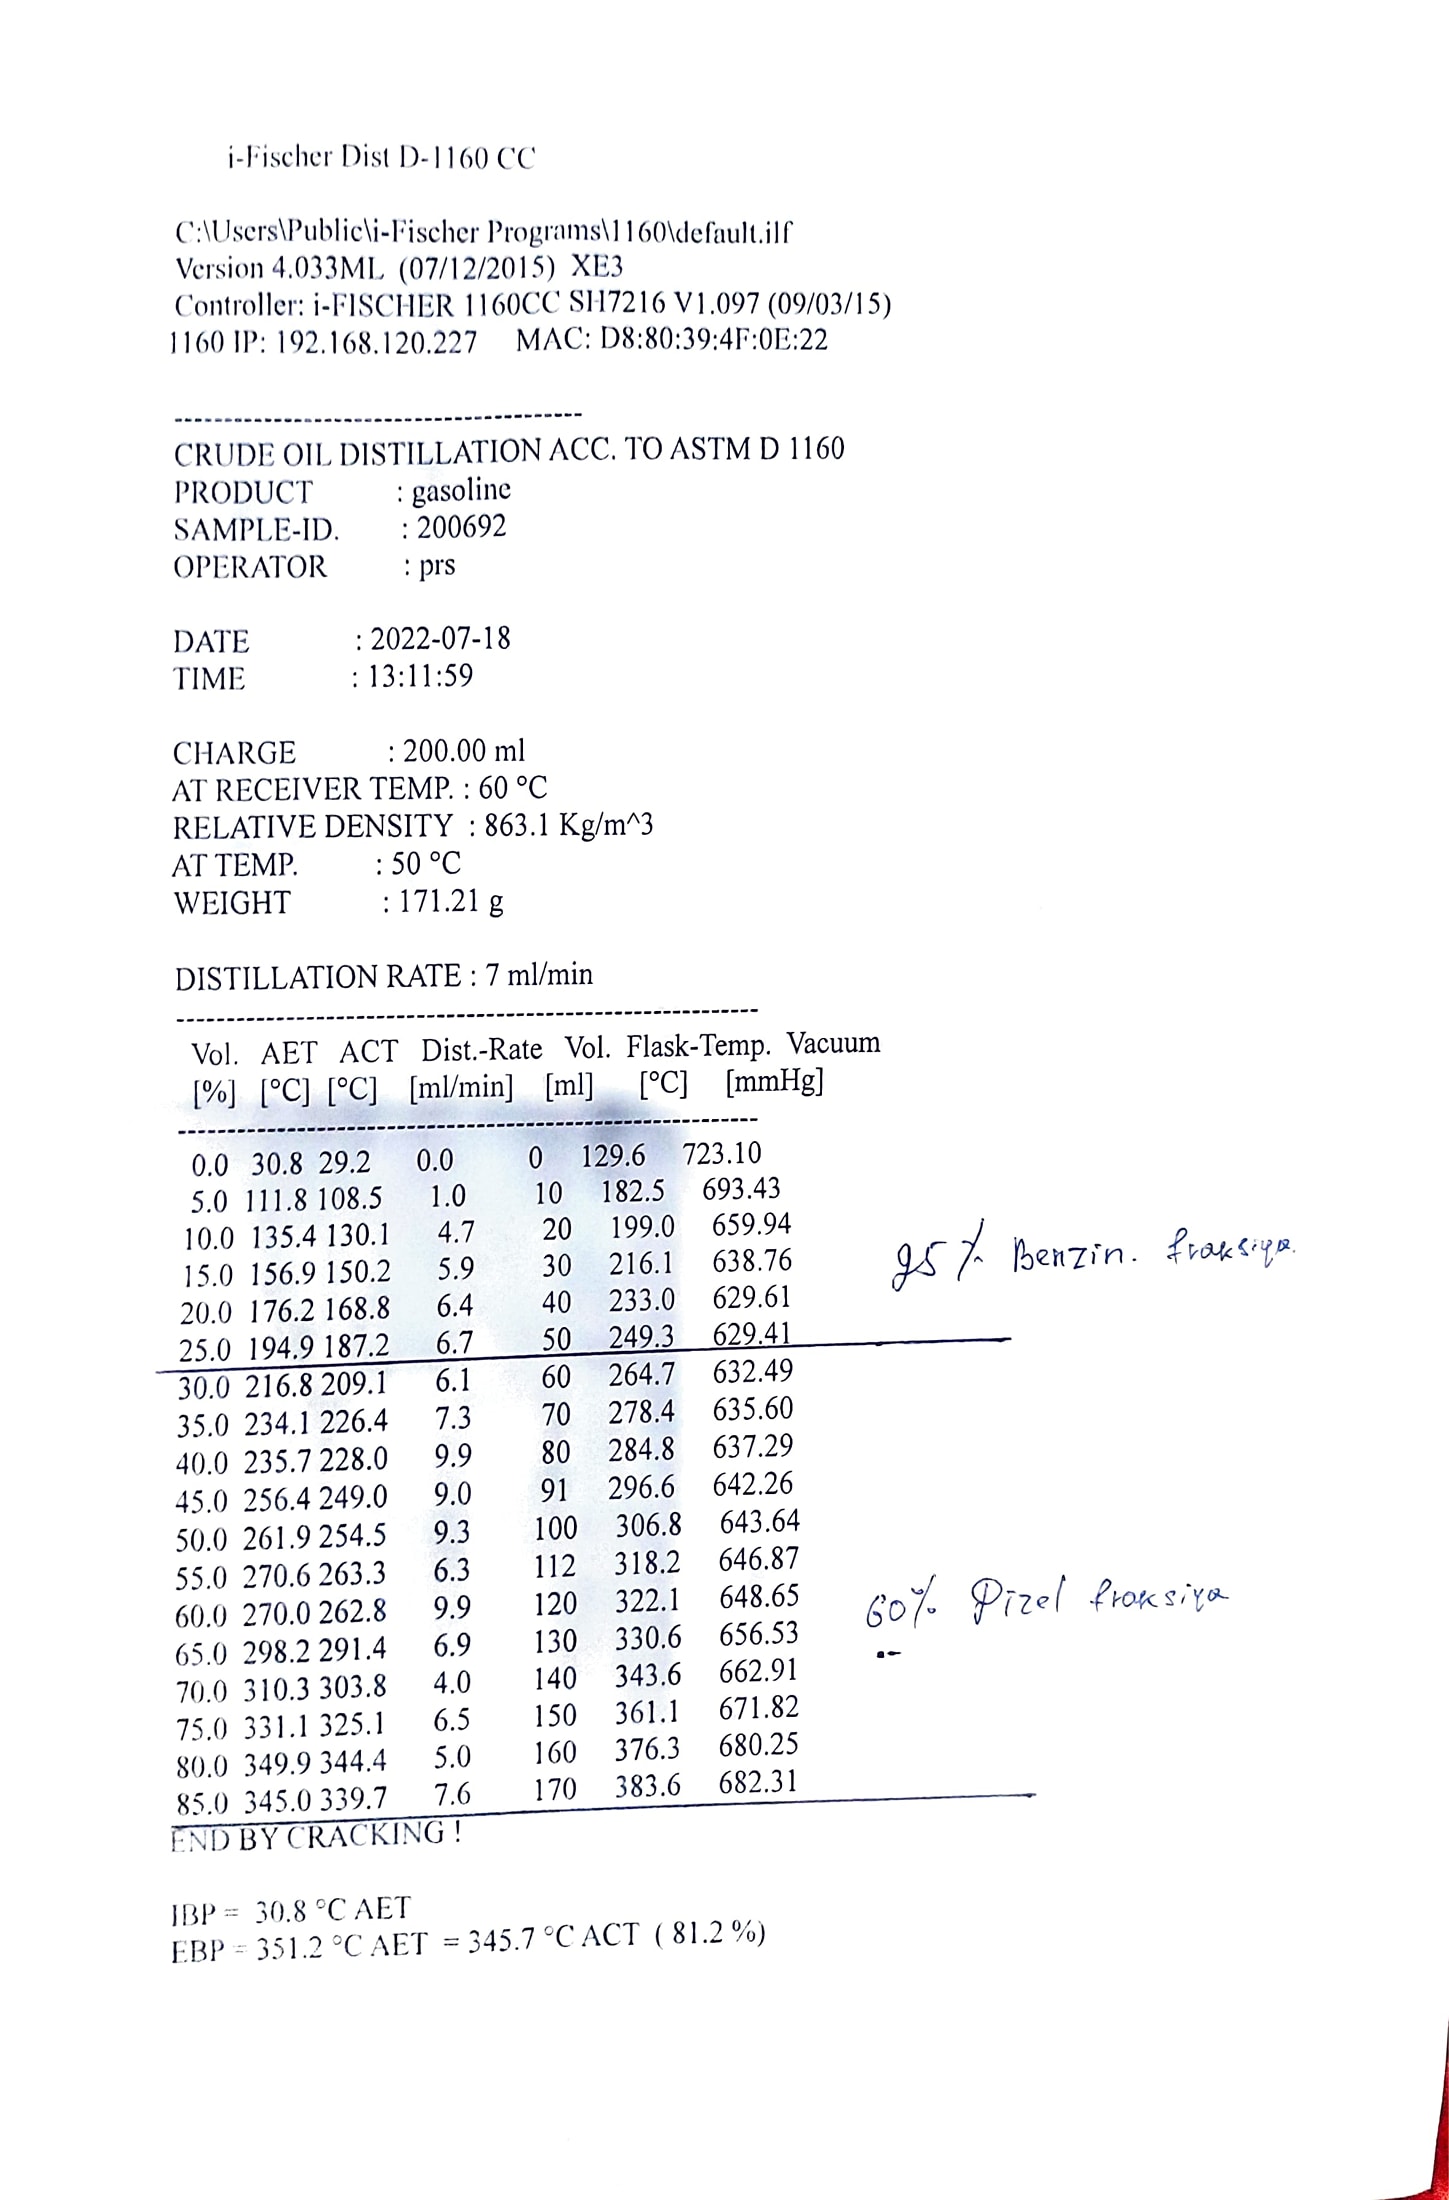 i-Fischer Dist D-1160 CC
C:\Users\Public\i-Fischer Programs\1160\default.ilf
Version 4.033ML (07/12/2015) XE3
Controller: i-FISCHER 1160CC SH7216 V1.097 (09/03/15)
1160 IP: 192.168.120.227 MAC: D8:80:39:4F:0E:22
----------------------------------------
CRUDE OIL DISTILLATION ACC. TO ASTM D 1160
PRODUCT : gasoline
SAMPLE-ID. : 200692
OPERATOR : prs
DATE : 2022-07-18
TIME : 13:11:59
CHARGE : 200.00 ml
AT RECEIVER TEMP. : 60 °C
RELATIVE DENSITY : 863.1 Kg/m^3
AT TEMP. : 50 °C
WEIGHT : 171.21 g
DISTILLATION RATE : 7 ml/min
---------------------------------------------------------
Vol. AET ACT Dist.-Rate Vol. Flask-Temp. Vacuum
[%] [°C] [°C] [ml/min] [ml] [°C] [mmHg]
---------------------------------------------------------
0.0 30.8 29.2 0.0 0 129.6 723.10
5.0 111.8 108.5 1.0 10 182.5 693.43
10.0 135.4 130.1 4.7 20 199.0 659.94
15.0 156.9 150.2 5.9 30 216.1 638.76
25 % Benzin. fraksiya.
20.0 176.2 168.8 6.4 40 233.0 629.61
25.0 194.9 187.2 6.7 50 249.3 629.41
30.0 216.8 209.1 6.1 60 264.7 632.49
35.0 234.1 226.4 7.3 70 278.4 635.60
40.0 235.7 228.0 9.9 80 284.8 637.29
45.0 256.4 249.0 9.0 91 296.6 642.26
50.0 261.9 254.5 9.3 100 306.8 643.64
55.0 270.6 263.3 6.3 112 318.2 646.87
60.0 270.0 262.8 9.9 120 322.1 648.65
60% Dizel fraksiya
65.0 298.2 291.4 6.9 130 330.6 656.53
70.0 310.3 303.8 4.0 140 343.6 662.91
75.0 331.1 325.1 6.5 150 361.1 671.82
80.0 349.9 344.4 5.0 160 376.3 680.25
85.0 345.0 339.7 7.6 170 383.6 682.31
END BY CRACKING !
IBP = 30.8 °C AET
EBP = 351.2 °C AET = 345.7 °C ACT ( 81.2 %)